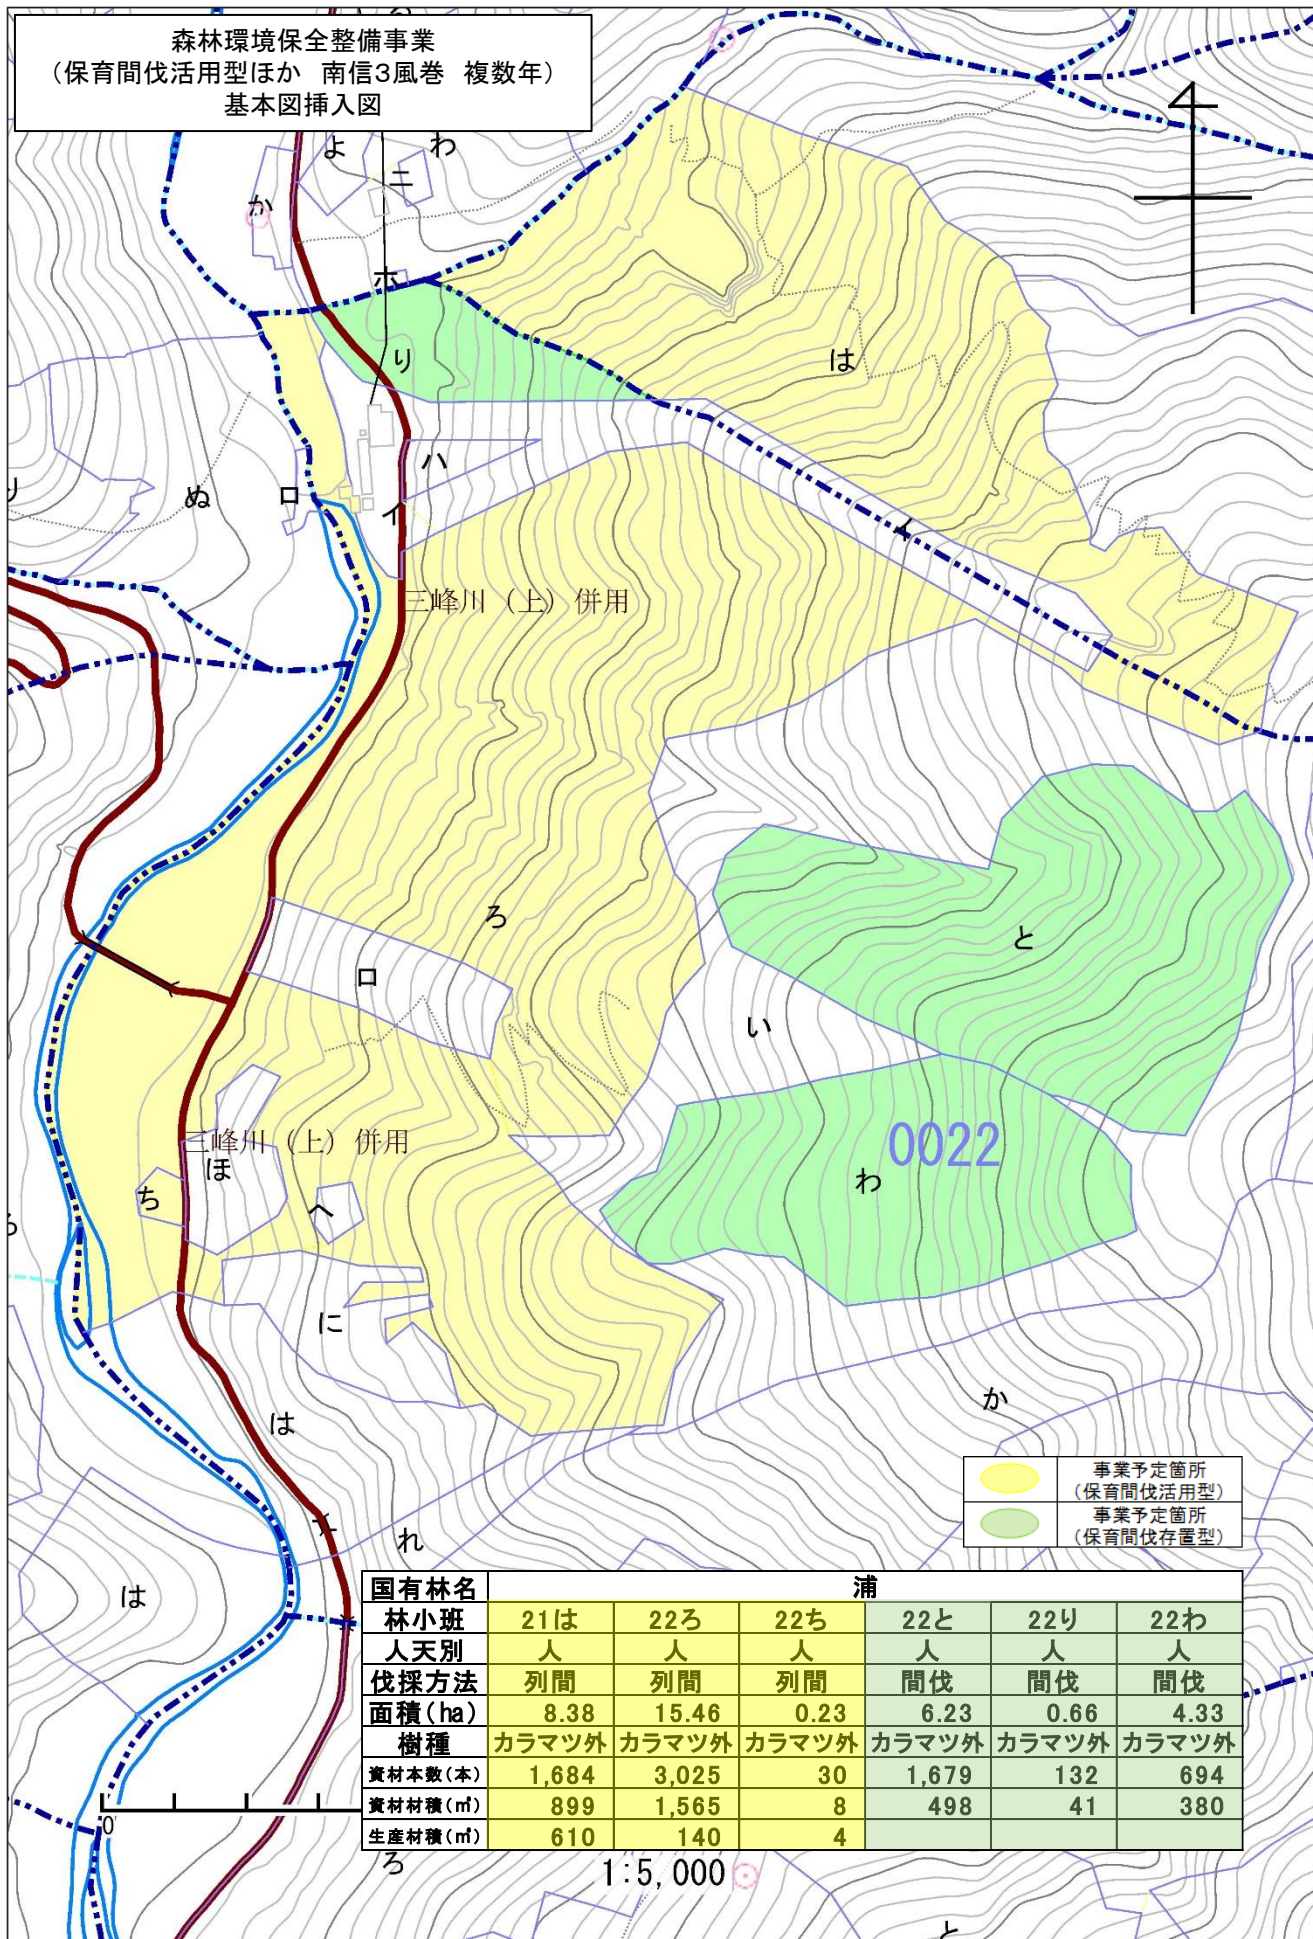 森林環境保全整備事業
（保育間伐活用型ほか　南信3風巻　複数年）
基本図挿入図
る
よ
わ
ニ
か
ホ
り
は
ハ
り
ぬ
ロ
イ
イ
三峰川（上）併用
ろ
と
ロ
い
0022
三峰川（上）併用
ほ
ち
わ
へ
ろ
に
か
は
事業予定箇所
（保育間伐活用型）
事業予定箇所
（保育間伐存置型）
れ
は
国有林名 浦
林小班 21は 22ろ 22ち 22と 22り 22わ
人天別 人 人 人 人 人 人
伐採方法 列間 列間 列間 間伐 間伐 間伐
面積(ha) 8.38 15.46 0.23 6.23 0.66 4.33
樹種 カラマツ外 カラマツ外 カラマツ外 カラマツ外 カラマツ外 カラマツ外
資材本数(本) 1,684 3,025 30 1,679 132 694
資材材積(㎥) 899 1,565 8 498 41 380
生産材積(㎥) 610 140 4
0
ろ
1:5,000
と